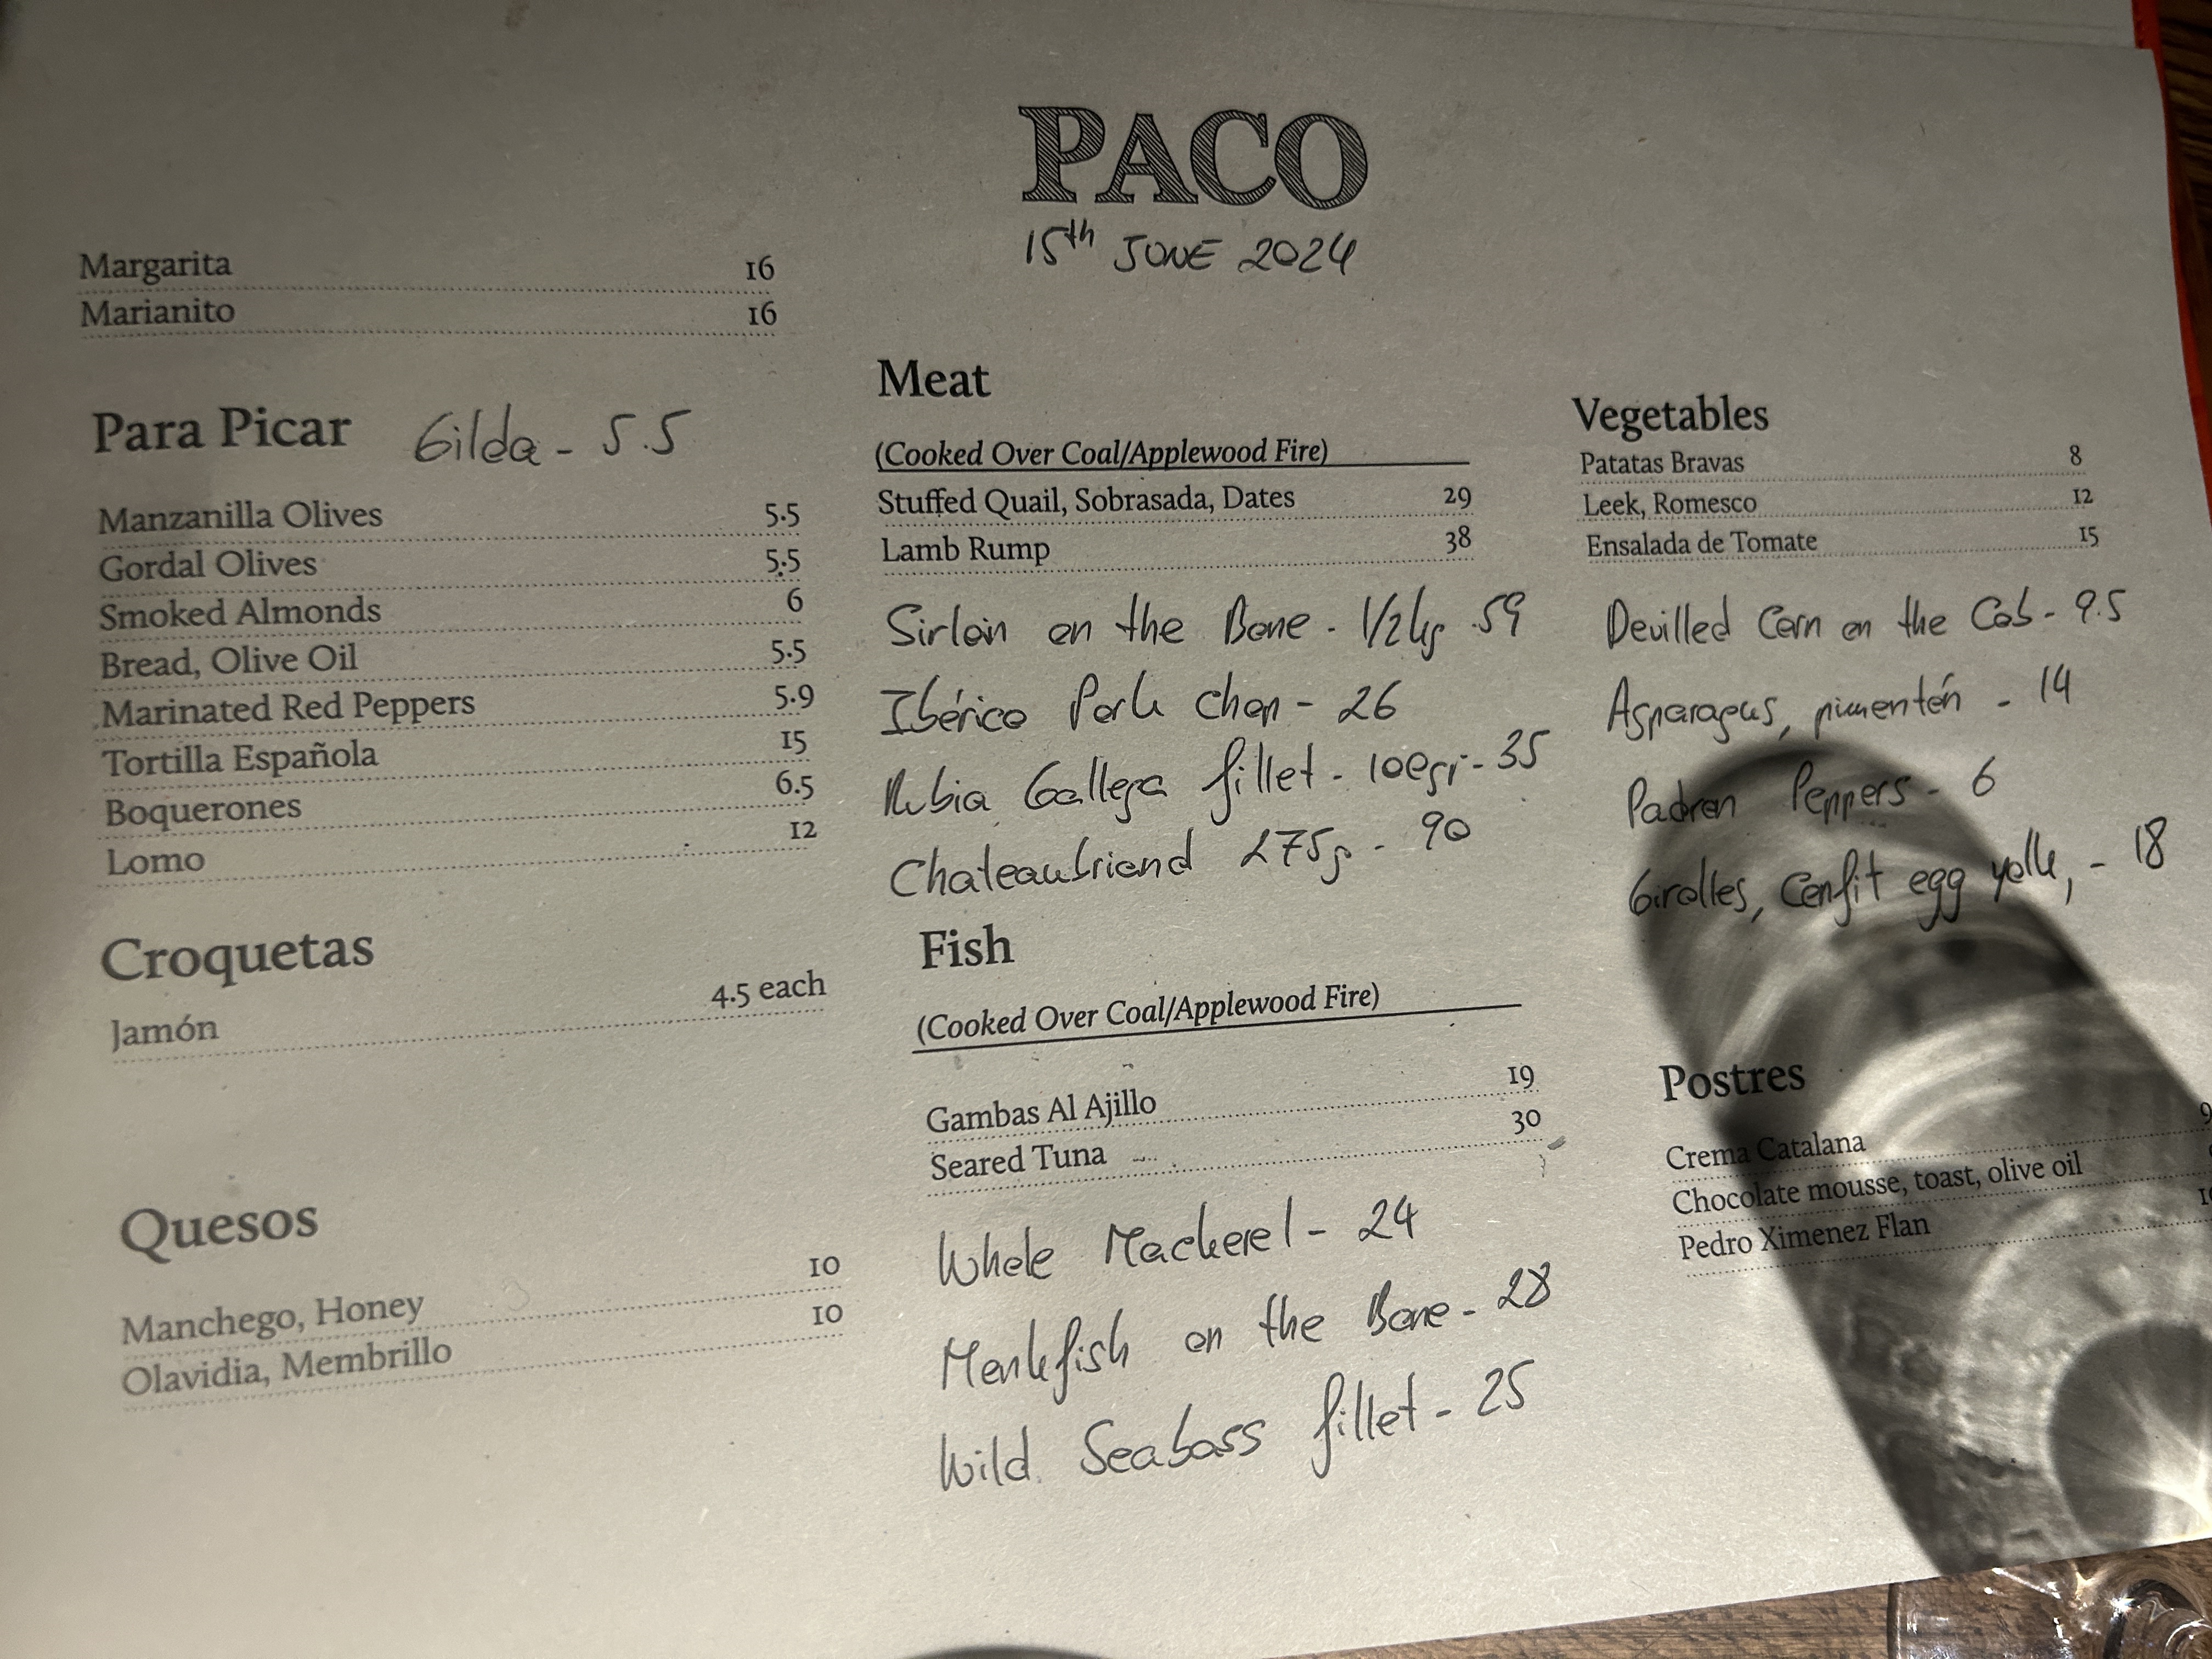 PACO
15th JUNE 2024
Margarita 16
Marianito 16
Para Picar Gilda - 5.5
Manzanilla Olives 5.5
Gordal Olives 5.5
Smoked Almonds 6
Bread, Olive Oil 5.5
Marinated Red Peppers 5.9
Tortilla Española 15
Boquerones 6.5
Lomo 12
Croquetas
4.5 each
Jamón
Quesos
Manchego, Honey 10
Olavidia, Membrillo 10
Meat
(Cooked Over Coal/Applewood Fire)
Stuffed Quail, Sobrasada, Dates 29
Lamb Rump 38
Sirloin on the Bone - 1/2kg 59
Ibérico Pork Chop - 26
Rubia Gallega fillet - 100gr - 35
Chateaubriand 275g - 90
Fish
(Cooked Over Coal/Applewood Fire)
Gambas Al Ajillo 19
Seared Tuna 30
Whole Mackerel - 24
Monkfish on the Bone - 28
Wild Seabass fillet - 25
Vegetables
Patatas Bravas 8
Leek, Romesco 12
Ensalada de Tomate 15
Devilled Corn on the Cob - 9.5
Asparagus, pimentón - 14
Padron Peppers - 6
Girolles, Confit egg yolk, - 18
Postres
Crema Catalana
Chocolate mousse, toast, olive oil
Pedro Ximenez Flan